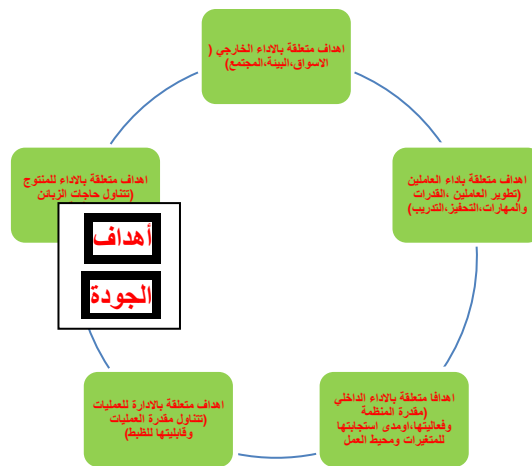 اهداف متعلقة بالاداء الخارجي (
الاسواق،البيئة،المجتمع)
اهداف متعلقة باداء العاملين
(تطوير العاملين ،القدرات
والمهارات،التحفيز،التدريب)
اهدافا متعلقة بالاداء الداخلي
(مقدرة المنظمة
وفعاليتها،اومدى استجابتها
للمتغيرات ومحيط العمل
اهداف متعلقة بالادارة للعمليات
(تتناول مقدرة العمليات
وقابليتها للظبط)
اهداف متعلقة بالاداء للمنتوج
(تتناول حاجات الزبائن
أهداف
الجودة